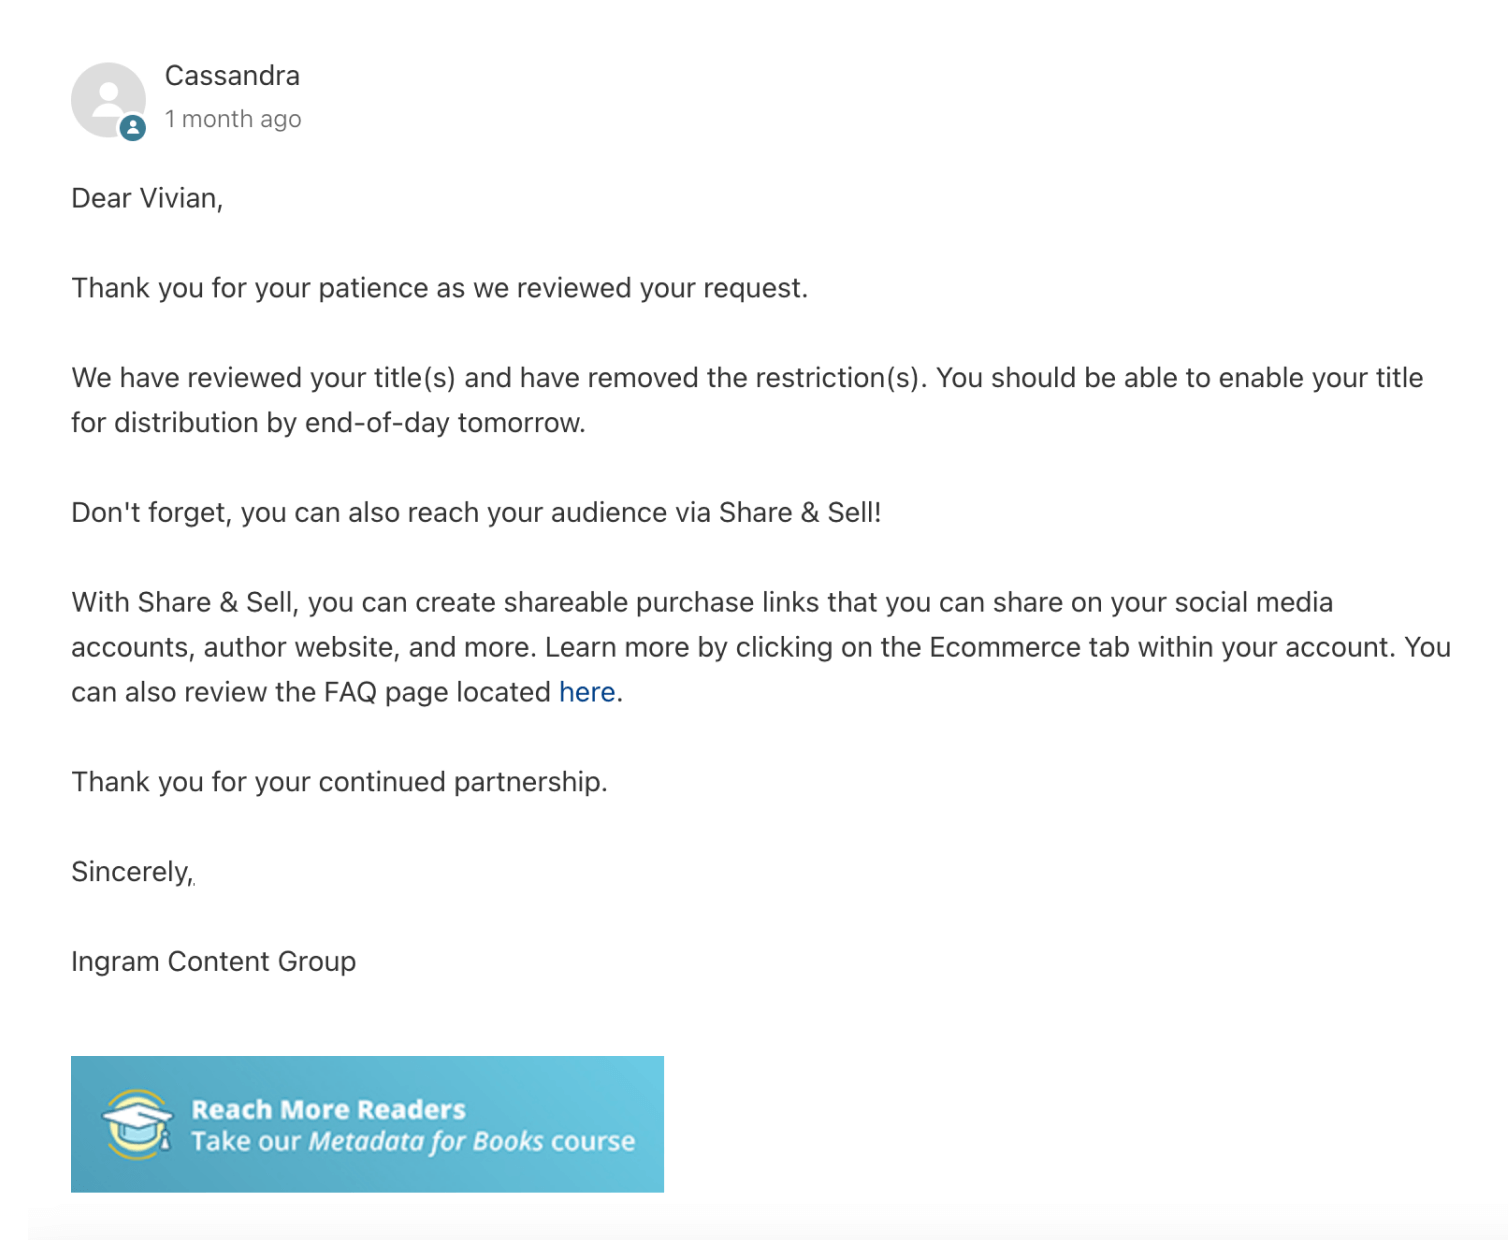 Cassandra
1 month ago
Dear Vivian,
Thank you for your patience as we reviewed your request.
We have reviewed your title(s) and have removed the restriction(s). You should be able to enable your title
for distribution by end-of-day tomorrow.
Don't forget, you can also reach your audience via Share & Sell!
With Share & Sell, you can create shareable purchase links that you can share on your social media
accounts, author website, and more. Learn more by clicking on the Ecommerce tab within your account. You
can also review the FAQ page located here.
Thank you for your continued partnership.
Sincerely,
Ingram Content Group
Reach More Readers
Take our Metadata for Books course